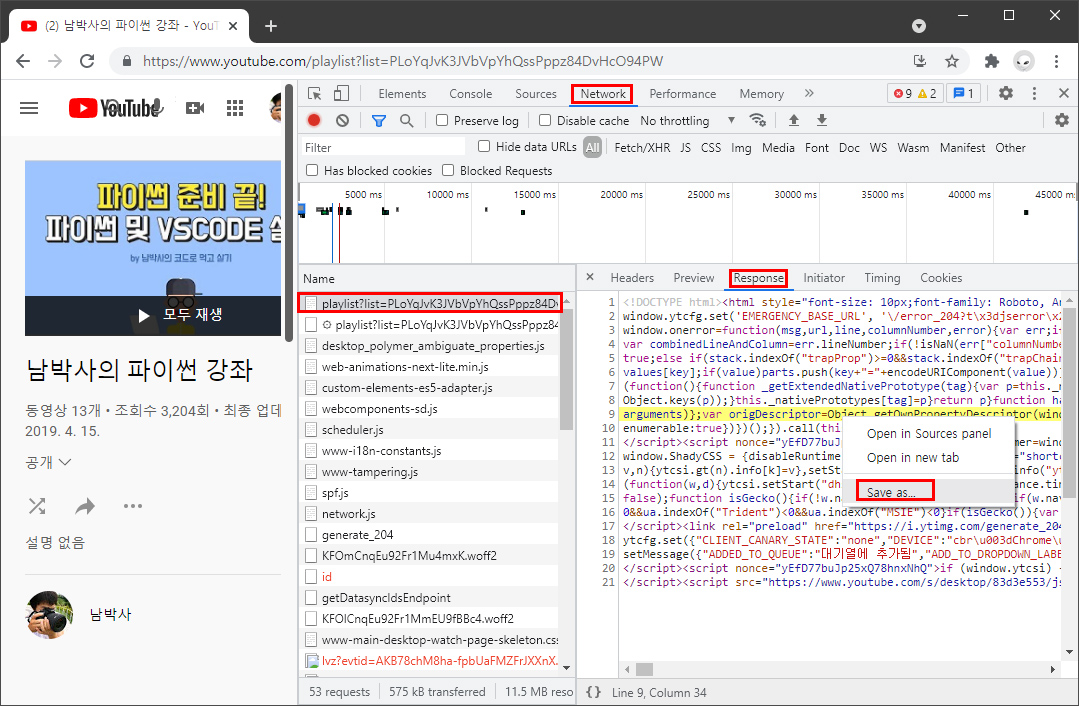 (2) 남박사의 파이썬 강좌 - YouT
https://www.youtube.com/playlist?list=PLoYqJvK3JVbVpYhQssPppz84DvHcO94PW
YouTube
파이썬 준비 끝!
파이썬 및 VSCODE 설
by 남박사의 코드로 먹고 살기
모두 재생
남박사의 파이썬 강좌
동영상 13개 • 조회수 3,204회 • 최종 업데
2019. 4. 15.
공개
설명 없음
남박사
Elements Console Sources Network Performance Memory
9 2 1
Preserve log Disable cache No throttling
Filter
Hide data URLs All Fetch/XHR JS CSS Img Media Font Doc WS Wasm Manifest Other
Has blocked cookies Blocked Requests
5000 ms 10000 ms 15000 ms 20000 ms 25000 ms 30000 ms 35000 ms 40000 ms 45000 ms
Name
playlist?list=PLoYqJvK3JVbVpYhQssPppz84Dv
playlist?list=PLoYqJvK3JVbVpYhQssPppz84
desktop_polymer_ambiguate_properties.js
web-animations-next-lite.min.js
custom-elements-es5-adapter.js
webcomponents-sd.js
scheduler.js
www-i18n-constants.js
www-tampering.js
spf.js
network.js
generate_204
KFOmCnqEu92Fr1Mu4mxK.woff2
id
getDatasyncIdsEndpoint
KFOlCnqEu92Fr1MmEU9fBBc4.woff2
www-main-desktop-watch-page-skeleton.css
lvz?evtid=AKB78chM8ha-fpbUaFMZFrJXXnX
53 requests 575 kB transferred 11.5 MB reso
Headers Preview Response Initiator Timing Cookies
1 <!DOCTYPE html><html style="font-size: 10px;font-family: Roboto, Ar
2 window.ytcfg.set('EMERGENCY_BASE_URL', '\/error_204?t\x3djserror\x2
3 window.onerror=function(msg,url,line,columnNumber,error){var err;i
4 var combinedLineAndColumn=err.lineNumber;if(!isNaN(err["columnNumbe
5 true;else if(stack.indexOf("trapProp")>=0&&stack.indexOf("trapChai
6 values[key];if(value)parts.push(key+"="+encodeURIComponent(value))
7 (function(){function _getExtendedNativePrototype(tag){var p=this._n
8 Object.keys(p));}this._nativePrototypes[tag]=p}return p}function ha
9 arguments)};var origDescriptor=Object.getOwnPropertyDescriptor(wind
10 enumerable:true})})();}).call(thi
11 </script><script nonce="yEfD77buJ mer=windo
12 window.ShadyCSS = {disableRuntime ="shortc
13 v,n){ytcsi.gt(n).info[k]=v},setSt info("yt
14 (function(w,d){ytcsi.setStart("dh ance.tim
15 false);function isGecko(){if(!w.na if(w.nav
16 0&&ua.indexOf("Trident")<0&&ua.indexOf("MSIE")<0}if(isGecko()){var
17 </script><link rel="preload" href="https://i.ytimg.com/generate_204
18 ytcfg.set({"CLIENT_CANARY_STATE":"none","DEVICE":"cbr\u003dChrome\u
19 setMessage({"ADDED_TO_QUEUE":"대기열에 추가됨","ADD_TO_DROPDOWN_LABE
20 </script><script nonce="yEfD77buJp25xQ78hnxNhQ">if (window.ytcsi)
21 </script><script src="https://www.youtube.com/s/desktop/83d3e553/js
Open in Sources panel
Open in new tab
Save as...
{} Line 9, Column 34